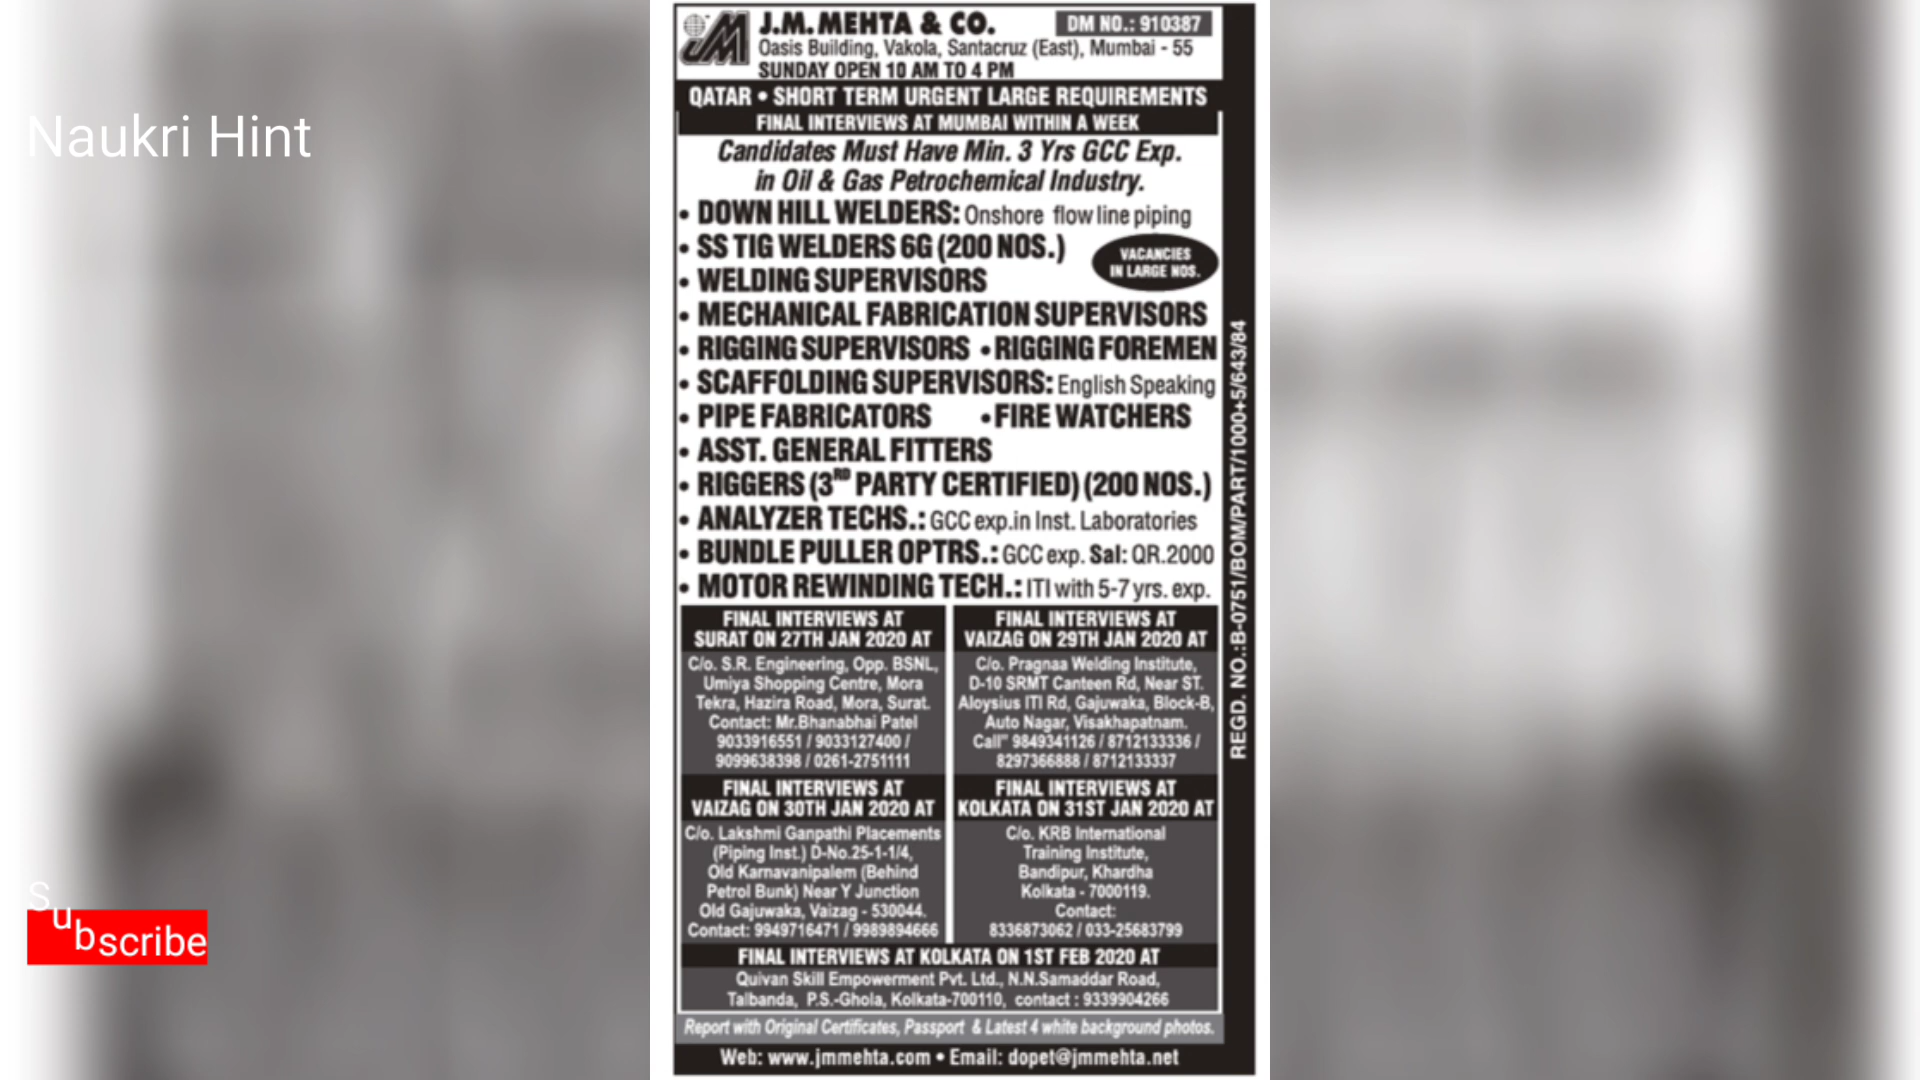 Naukri Hint
Subscribe
JM
J.M. MEHTA & CO.
DM NO.: 910387
Oasis Building, Vakola, Santacruz (East), Mumbai - 55
SUNDAY OPEN 10 AM TO 4 PM
QATAR • SHORT TERM URGENT LARGE REQUIREMENTS
FINAL INTERVIEWS AT MUMBAI WITHIN A WEEK
Candidates Must Have Min. 3 Yrs GCC Exp.
in Oil & Gas Petrochemical Industry.
• DOWN HILL WELDERS: Onshore flow line piping
• SS TIG WELDERS 6G (200 NOS.)
VACANCIES
IN LARGE NOS.
• WELDING SUPERVISORS
• MECHANICAL FABRICATION SUPERVISORS
• RIGGING SUPERVISORS • RIGGING FOREMEN
• SCAFFOLDING SUPERVISORS: English Speaking
• PIPE FABRICATORS • FIRE WATCHERS
• ASST. GENERAL FITTERS
• RIGGERS (3RD PARTY CERTIFIED) (200 NOS.)
• ANALYZER TECHS.: GCC exp.in Inst. Laboratories
• BUNDLE PULLER OPTRS.: GCC exp. Sal: QR.2000
• MOTOR REWINDING TECH.: ITI with 5-7 yrs. exp.
FINAL INTERVIEWS AT
SURAT ON 27TH JAN 2020 AT
C/o. S.R. Engineering, Opp. BSNL,
Umiya Shopping Centre, Mora
Tekra, Hazira Road, Mora, Surat.
Contact: Mr.Bhanabhai Patel
9033916551 / 9033127400 /
9099638398 / 0261-2751111
FINAL INTERVIEWS AT
VAIZAG ON 29TH JAN 2020 AT
C/o. Pragnaa Welding Institute,
D-10 SRMT Canteen Rd, Near ST.
Aloysius ITI Rd, Gajuwaka, Block-B,
Auto Nagar, Visakhapatnam.
Call" 9849341126 / 8712133336 /
8297366888 / 8712133337
FINAL INTERVIEWS AT
VAIZAG ON 30TH JAN 2020 AT
C/o. Lakshmi Ganpathi Placements
(Piping Inst.) D-No.25-1-1/4,
Old Karnavanipalem (Behind
Petrol Bunk) Near Y Junction
Old Gajuwaka, Vaizag - 530044.
Contact: 9949716471 / 9989894666
FINAL INTERVIEWS AT
KOLKATA ON 31ST JAN 2020 AT
C/o. KRB International
Training Institute,
Bandipur, Khardha
Kolkata - 7000119.
Contact:
8336873062 / 033-25683799
FINAL INTERVIEWS AT KOLKATA ON 1ST FEB 2020 AT
Quivan Skill Empowerment Pvt. Ltd., N.N.Samaddar Road,
Talbanda, P.S.-Ghola, Kolkata-700110, contact : 9339904266
Report with Original Certificates, Passport & Latest 4 white background photos.
Web: www.jmmehta.com • Email: dopet@jmmehta.net
REGD. NO.:B-0751/BOM/PART/1000+5/643/84